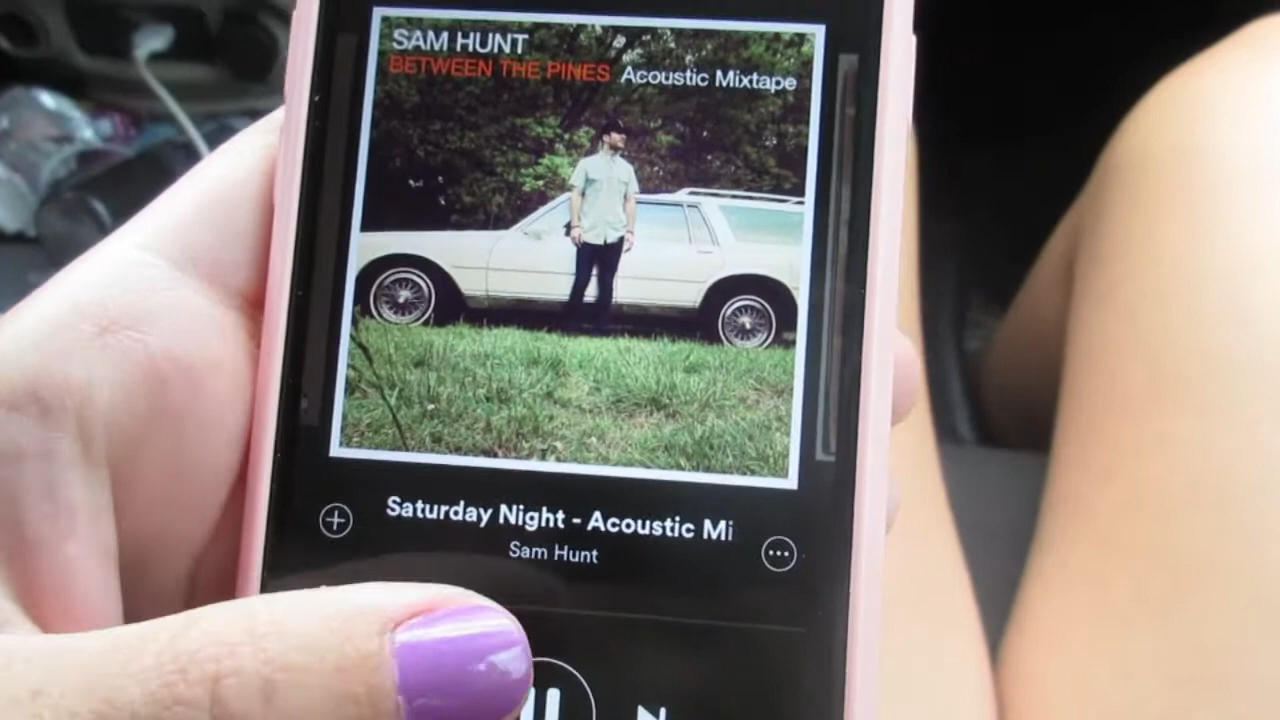 SAM HUNT
BETWEEN THE PINES Acoustic Mixtape
Saturday Night - Acoustic Mi
Sam Hunt